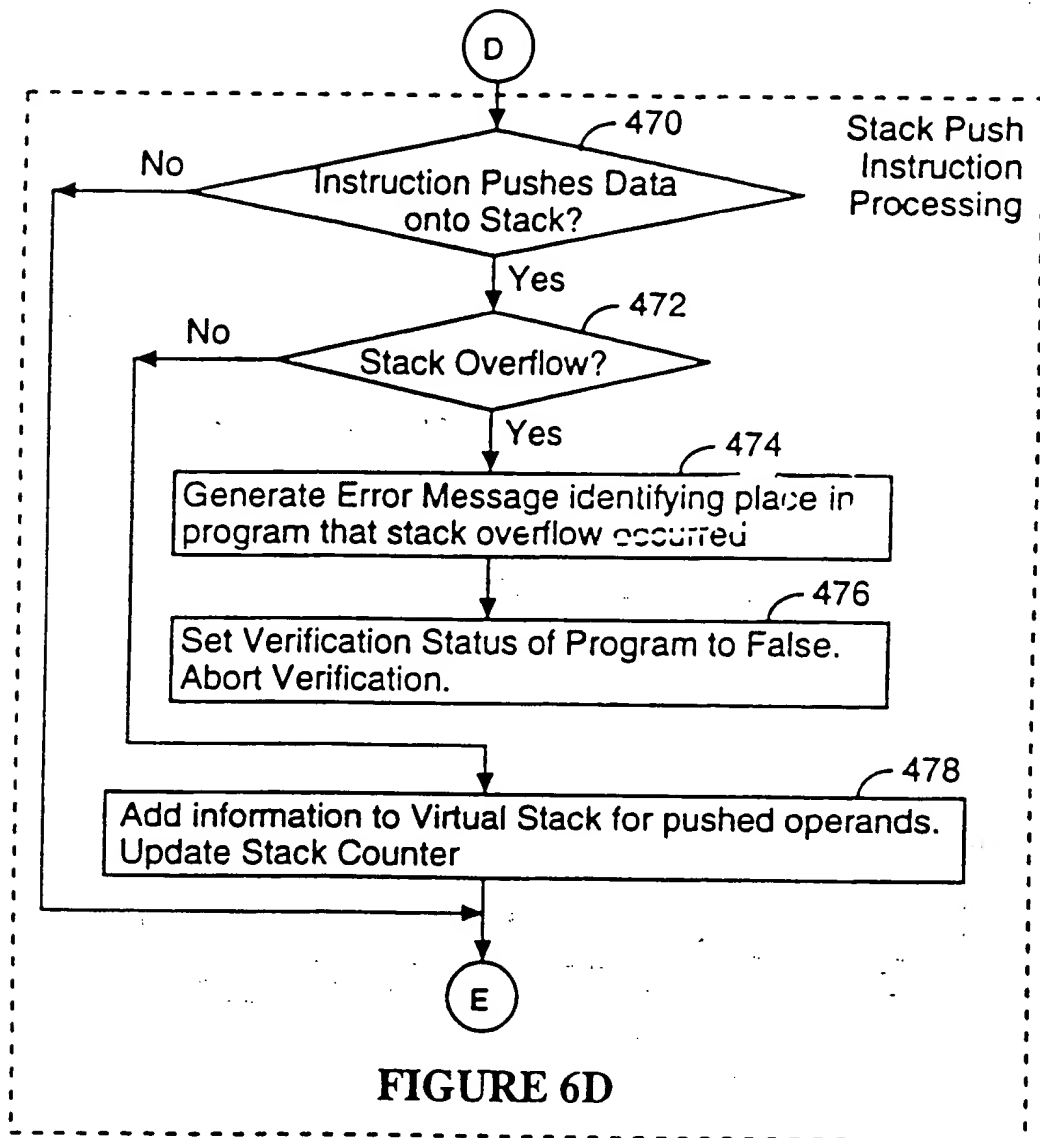 D
470
Stack Push
Instruction
Processing
No
Instruction Pushes Data
onto Stack?
Yes
472
No
Stack Overflow?
Yes
474
Generate Error Message identifying place in
program that stack overflow occurred
476
Set Verification Status of Program to False.
Abort Verification.
478
Add information to Virtual Stack for pushed operands.
Update Stack Counter
E
FIGURE 6D